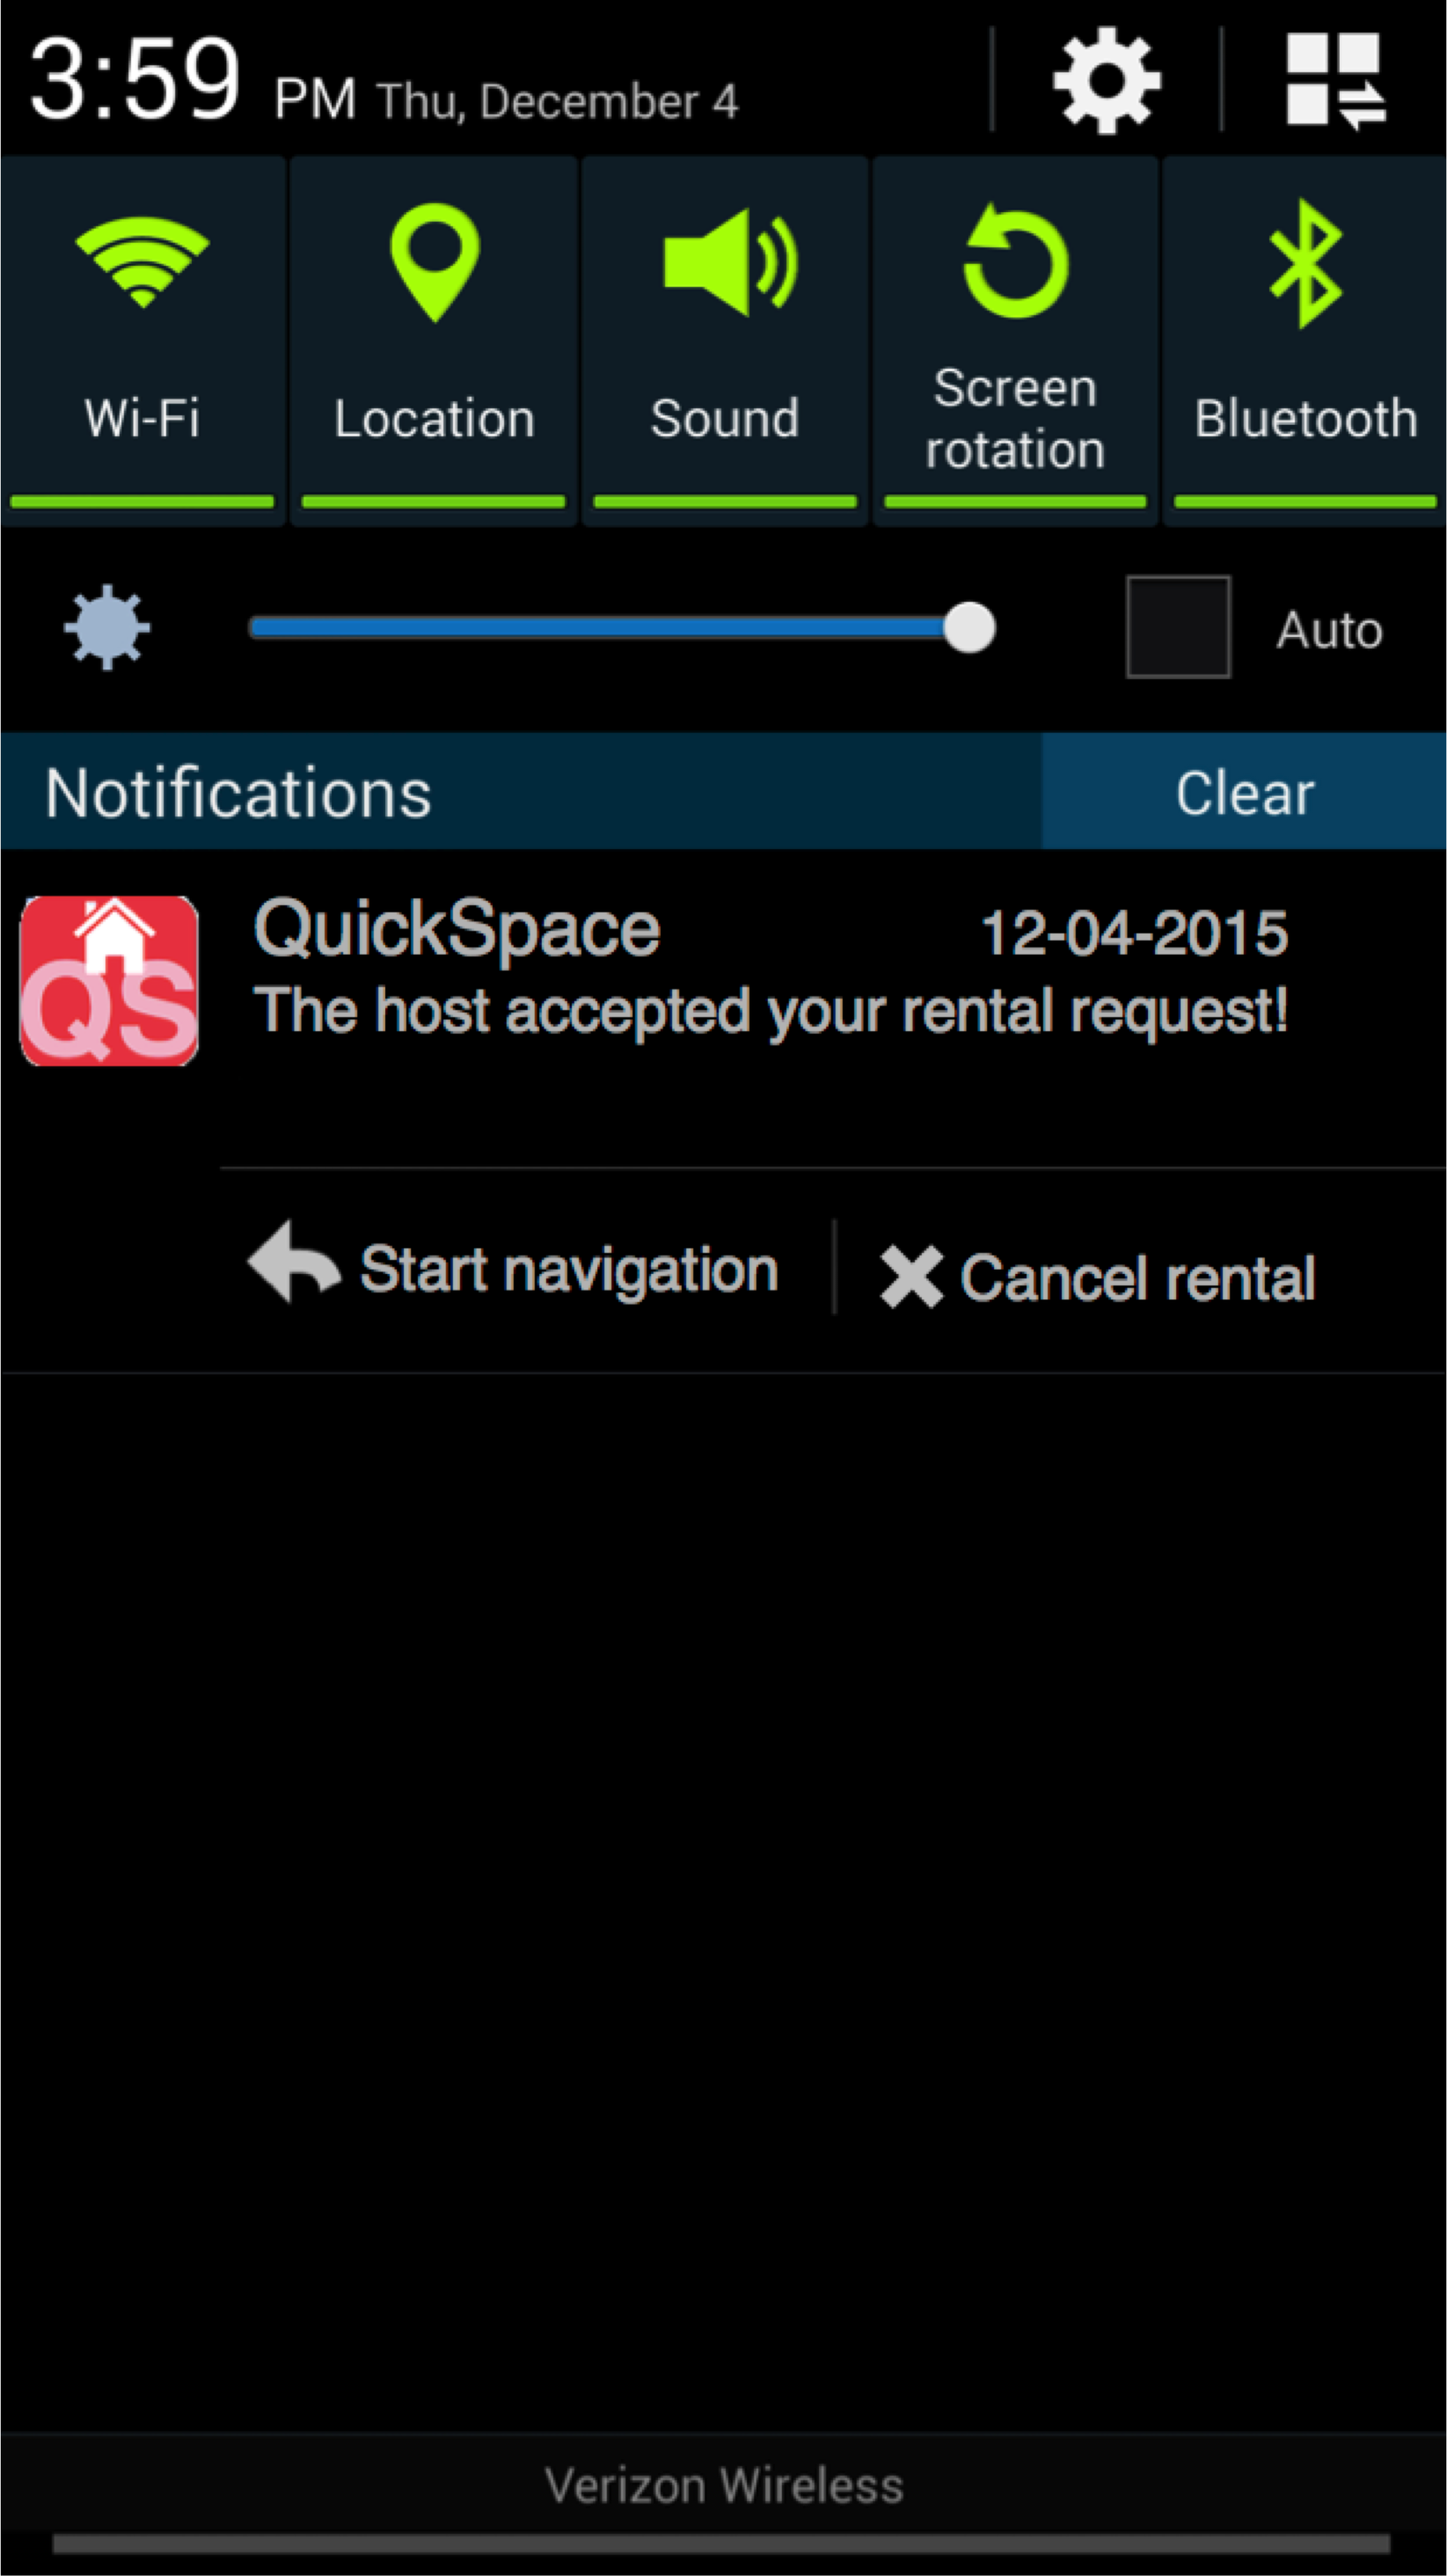 3:59 PM Thu, December 4
Wi-Fi
Location
Sound
Screen
rotation
Bluetooth
Auto
Notifications
Clear
QS
QuickSpace
12-04-2015
The host accepted your rental request!
Start navigation
Cancel rental
Verizon Wireless